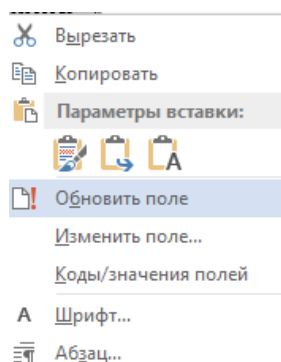 Вырезать
Копировать
Параметры вставки:
Обновить поле
Изменить поле...
Коды/значения полей
Шрифт...
Абзац...